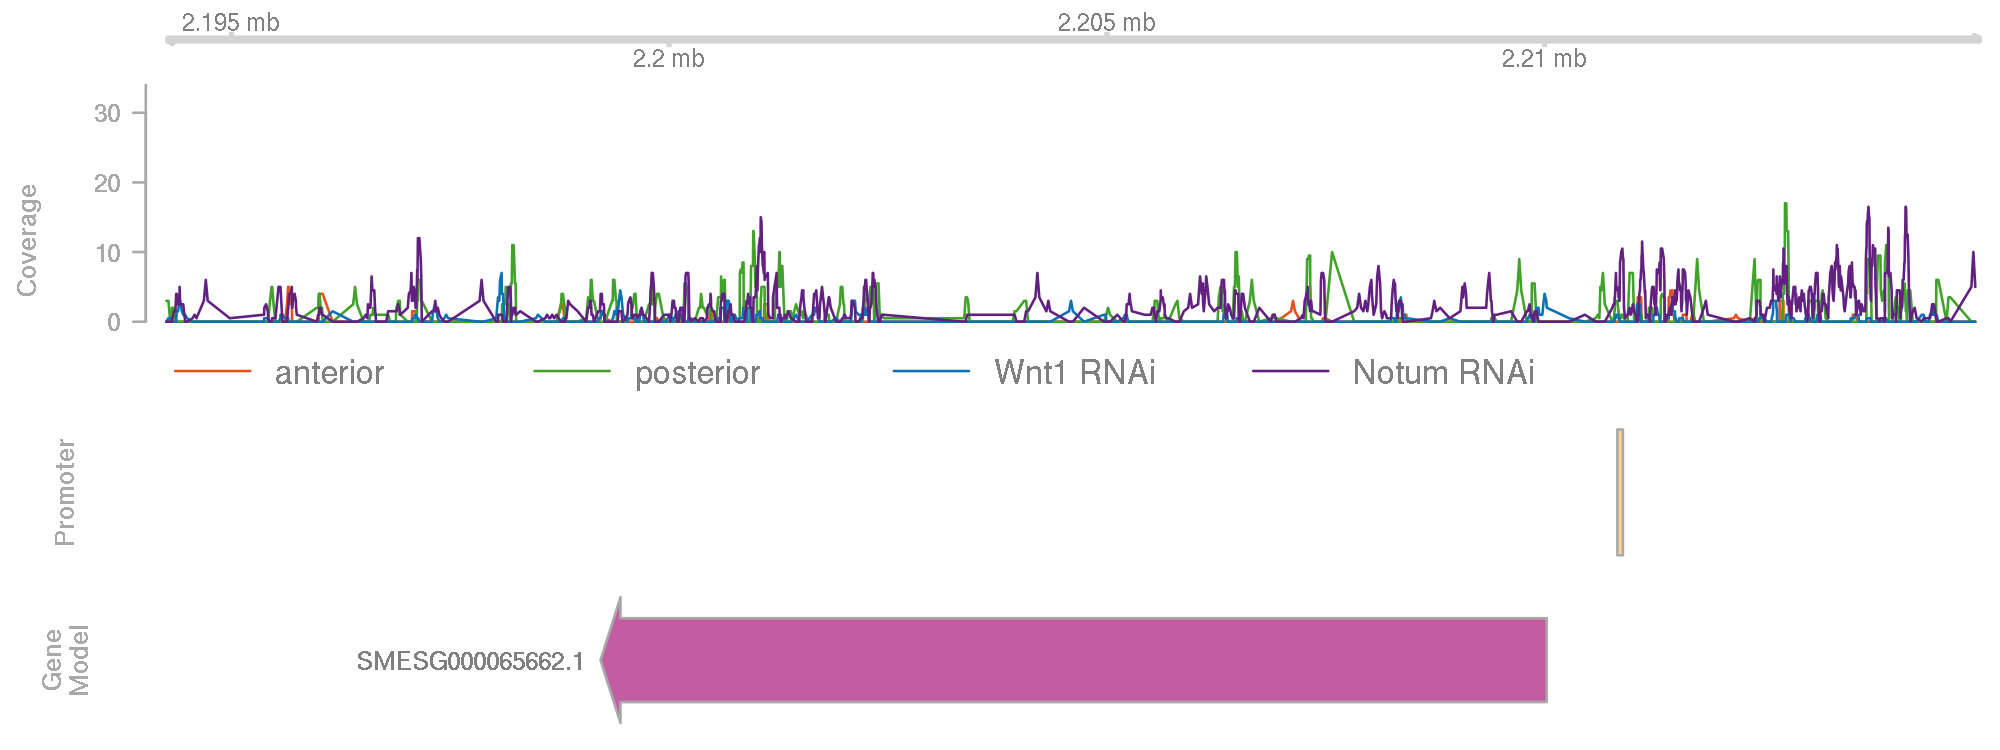 2.195 mb
2.205 mb
2.2 mb
2.21 mb
30
20
10
0
Coverage
anterior
posterior
Wnt1 RNAi
Notum RNAi
Promoter
Gene
Model
SMESG000065662.1